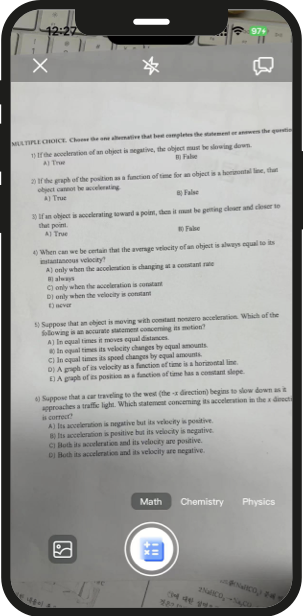 12:27
97+
MULTIPLE CHOICE. Choose the one alternative that best completes the statement or answers the question
1) If the acceleration of an object is negative, the object must be slowing down.
A) True B) False
2) If the graph of the position as a function of time for an object is a horizontal line, that
object cannot be accelerating.
A) True B) False
3) If an object is accelerating toward a point, then it must be getting closer and closer to
that point.
A) True B) False
4) When can we be certain that the average velocity of an object is always equal to its
instantaneous velocity?
A) only when the acceleration is changing at a constant rate
B) always
C) only when the acceleration is constant
D) only when the velocity is constant
E) never
5) Suppose that an object is moving with constant nonzero acceleration. Which of the
following is an accurate statement concerning its motion?
A) In equal times it moves equal distances.
B) In equal times its velocity changes by equal amounts.
C) In equal times its speed changes by equal amounts.
D) A graph of its velocity as a function of time is a horizontal line.
E) A graph of its position as a function of time has a constant slope.
6) Suppose that a car traveling to the west (the -x direction) begins to slow down as it
approaches a traffic light. Which statement concerning its acceleration in the x directi
is correct?
A) Its acceleration is negative but its velocity is positive.
B) Its acceleration is positive but its velocity is negative.
C) Both its acceleration and its velocity are positive.
D) Both its acceleration and its velocity are negative.
Math Chemistry Physics